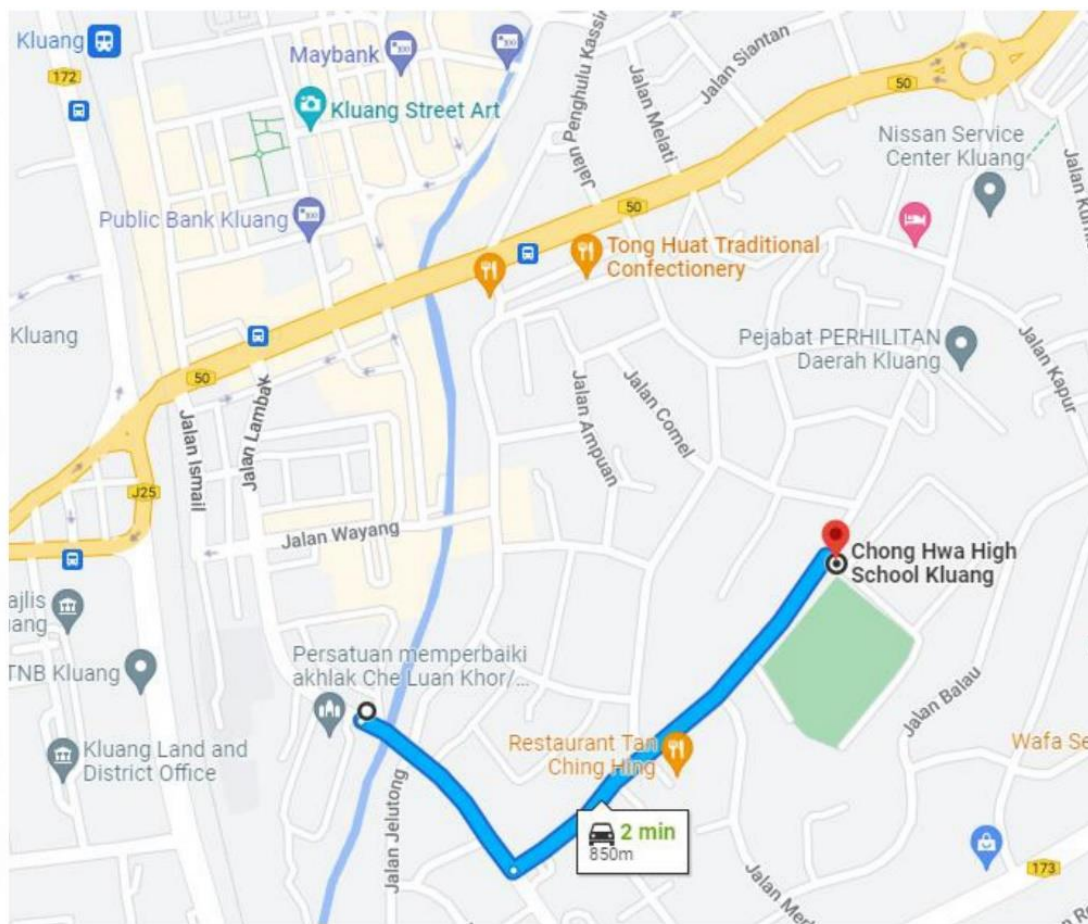 Kluang
172
Maybank
Kluang Street Art
Public Bank Kluang
Jalan Penghulu Kassim
Jalan Melati
Jalan Siantan
50
Nissan Service
Center Kluang
50
Tong Huat Traditional
Confectionery
Kluang
50
Jalan Ismail
Jalan Lambak
J25
Jalan Wayang
Jalan Ampuan
Jalan Comel
Pejabat PERHILITAN
Daerah Kluang
Jalan Kapur
Chong Hwa High
School Kluang
TNB Kluang
Persatuan memperbaiki
akhlak Che Luan Khor/...
Kluang Land and
District Office
Jalan Jelutong
Restaurant Tan
Ching Hing
2 min
850m
Jalan Balau
Wafa Se
173